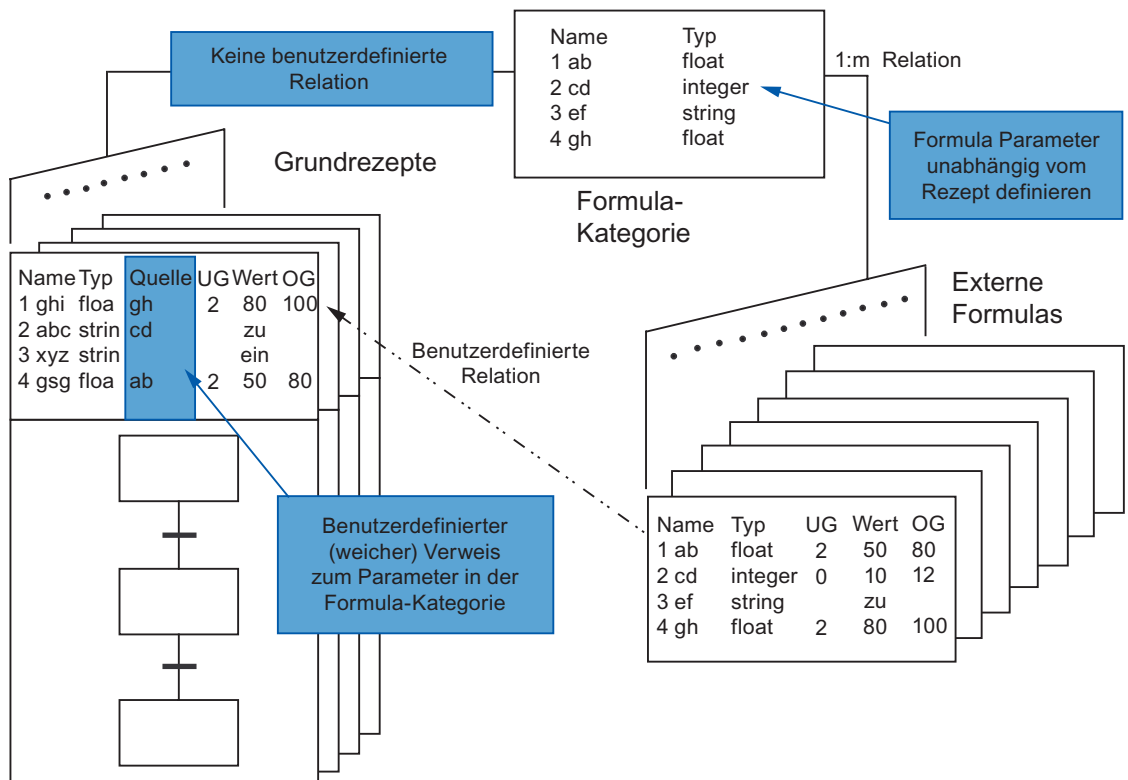 Keine benutzerdefinierte
Relation
Name Typ
1 ab float
2 cd integer
3 ef string
4 gh float
1:m Relation
Formula Parameter
unabhängig vom
Rezept definieren
Grundrezepte
Formula-
Kategorie
Name Typ Quelle UG Wert OG
1 ghi floa gh 2 80 100
2 abc strin cd zu
3 xyz strin ein
4 gsg floa ab 2 50 80
Benutzerdefinierte
Relation
Externe
Formulas
Benutzerdefinierter
(weicher) Verweis
zum Parameter in der
Formula-Kategorie
Name Typ UG Wert OG
1 ab float 2 50 80
2 cd integer 0 10 12
3 ef string zu
4 gh float 2 80 100